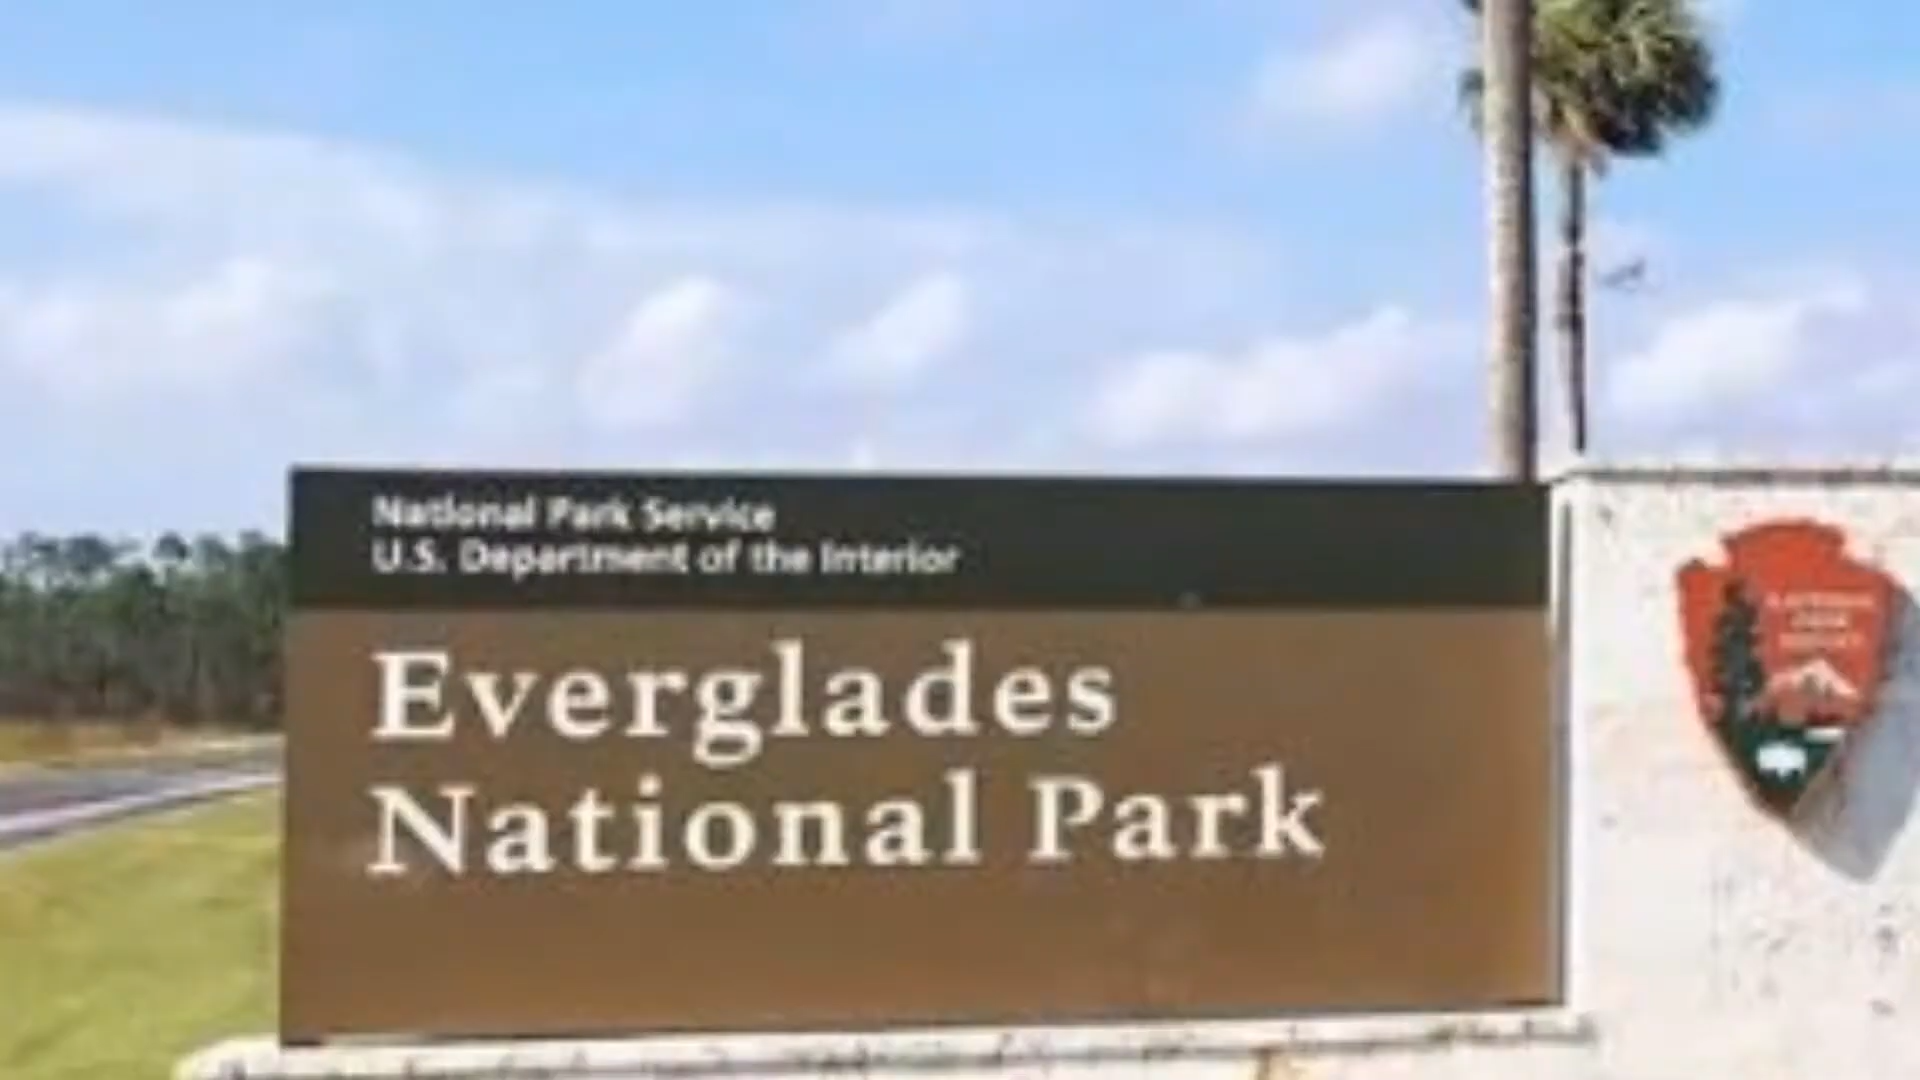 National Park Service
U.S. Department of the Interior
Everglades
National Park